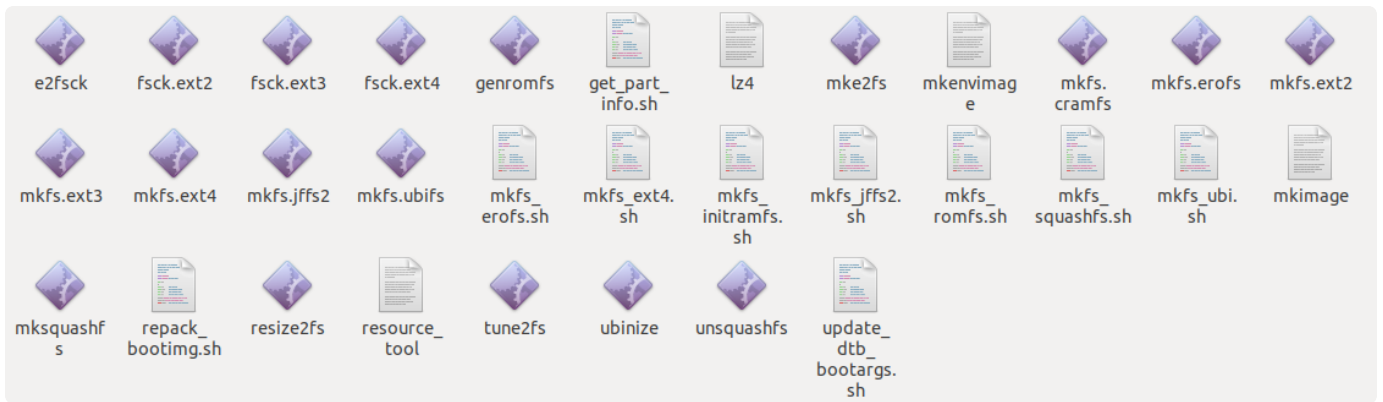 e2fsck fsck.ext2 fsck.ext3 fsck.ext4 genromfs get_part_ lz4 mke2fs mkenvimag mkfs. mkfs.erofs mkfs.ext2
info.sh e cramfs
mkfs.ext3 mkfs.ext4 mkfs.jffs2 mkfs.ubifs mkfs_ mkfs_ext4. mkfs_ mkfs_jffs2. mkfs_ mkfs_ mkfs_ubi. mkimage
erofs.sh sh initramfs. sh romfs.sh squashfs.sh sh
sh
mksquashf repack_ resize2fs resource_ tune2fs ubinize unsquashfs update_
s bootimg.sh tool dtb_
bootargs.
sh